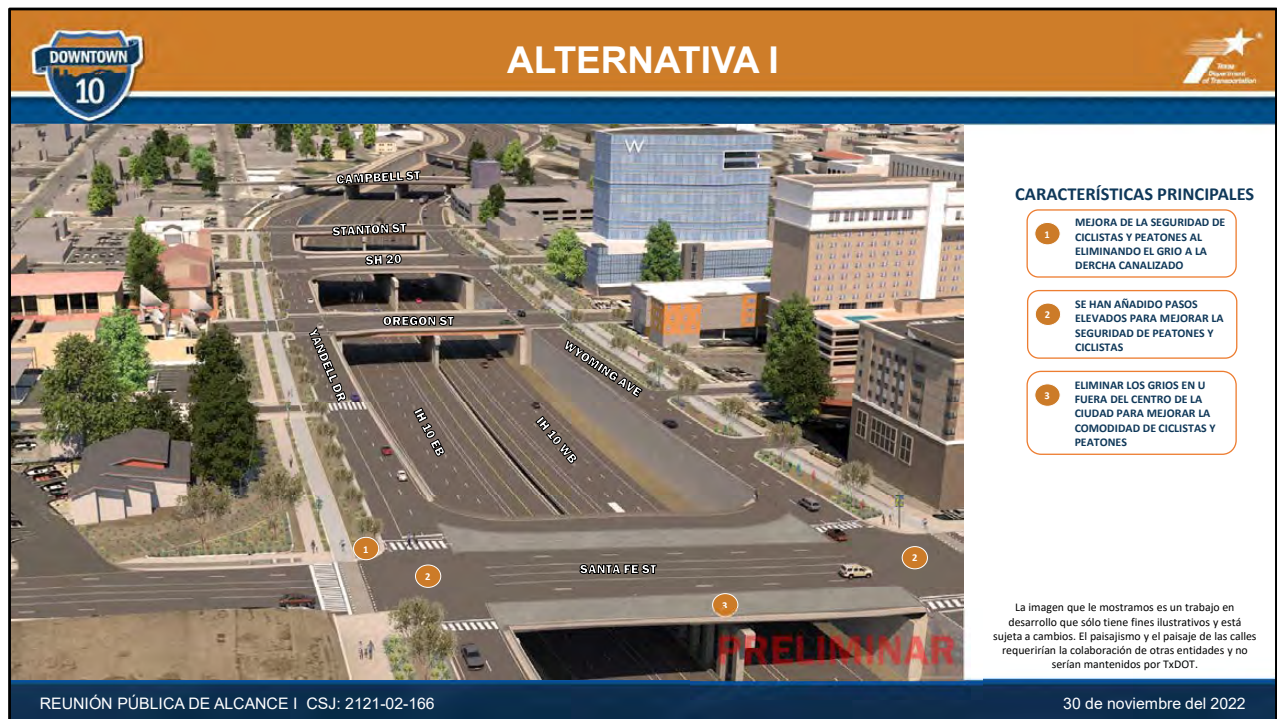 DOWNTOWN
10
ALTERNATIVA I
Texas
Department
of Transportation
W
CAMPBELL ST
STANTON ST
SH 20
OREGON ST
YANDELL DR
WYOMING AVE
IH 10 EB
IH 10 WB
SANTA FE ST
1
2
2
3
PRELIMINAR
CARACTERÍSTICAS PRINCIPALES
1
MEJORA DE LA SEGURIDAD DE
CICLISTAS Y PEATONES AL
ELIMINANDO EL GRIO A LA
DERCHA CANALIZADO
2
SE HAN AÑADIDO PASOS
ELEVADOS PARA MEJORAR LA
SEGURIDAD DE PEATONES Y
CICLISTAS
3
ELIMINAR LOS GRIOS EN U
FUERA DEL CENTRO DE LA
CIUDAD PARA MEJORAR LA
COMODIDAD DE CICLISTAS Y
PEATONES
La imagen que le mostramos es un trabajo en
desarrollo que sólo tiene fines ilustrativos y está
sujeta a cambios. El paisajismo y el paisaje de las calles
requerirían la colaboración de otras entidades y no
serían mantenidos por TxDOT.
REUNIÓN PÚBLICA DE ALCANCE I CSJ: 2121-02-166
30 de noviembre del 2022